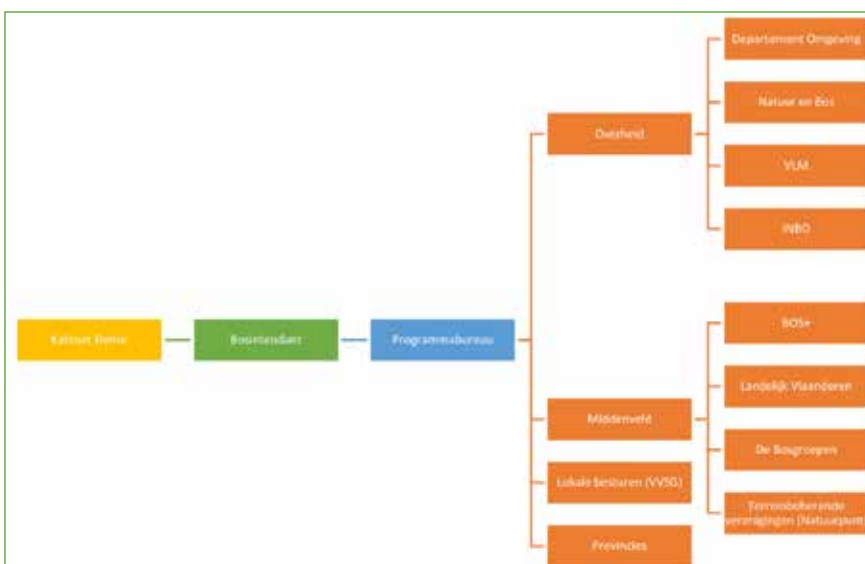 Kabinet Demir
Bosintendant
Programmabureau
Overheid
Departement Omgeving
Natuur en Bos
VLM
INBO
Middenveld
BOS+
Landelijk Vlaanderen
De Bosgroepen
Terreinbeherende
verenigingen (Natuurpunt
Lokale besturen (VVSG)
Provincies